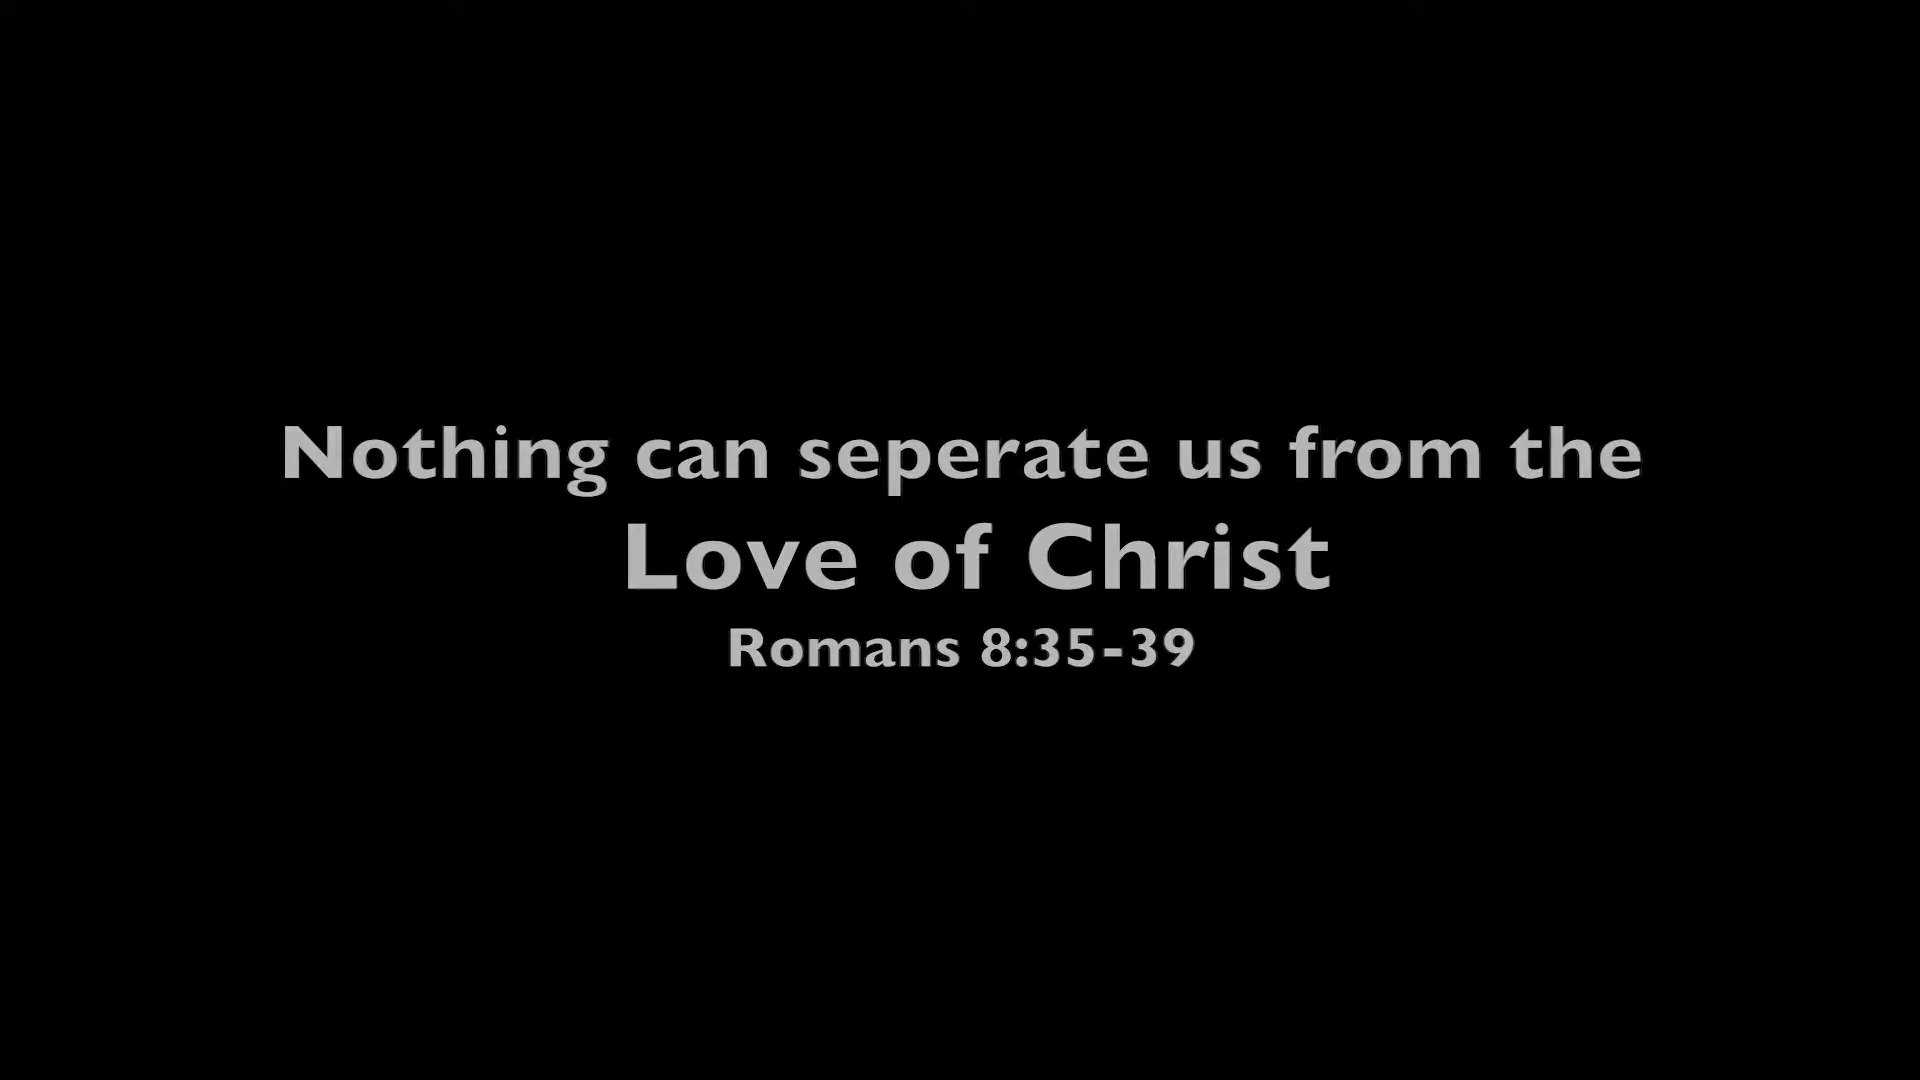 Nothing can seperate us from the
Love of Christ
Romans 8:35-39